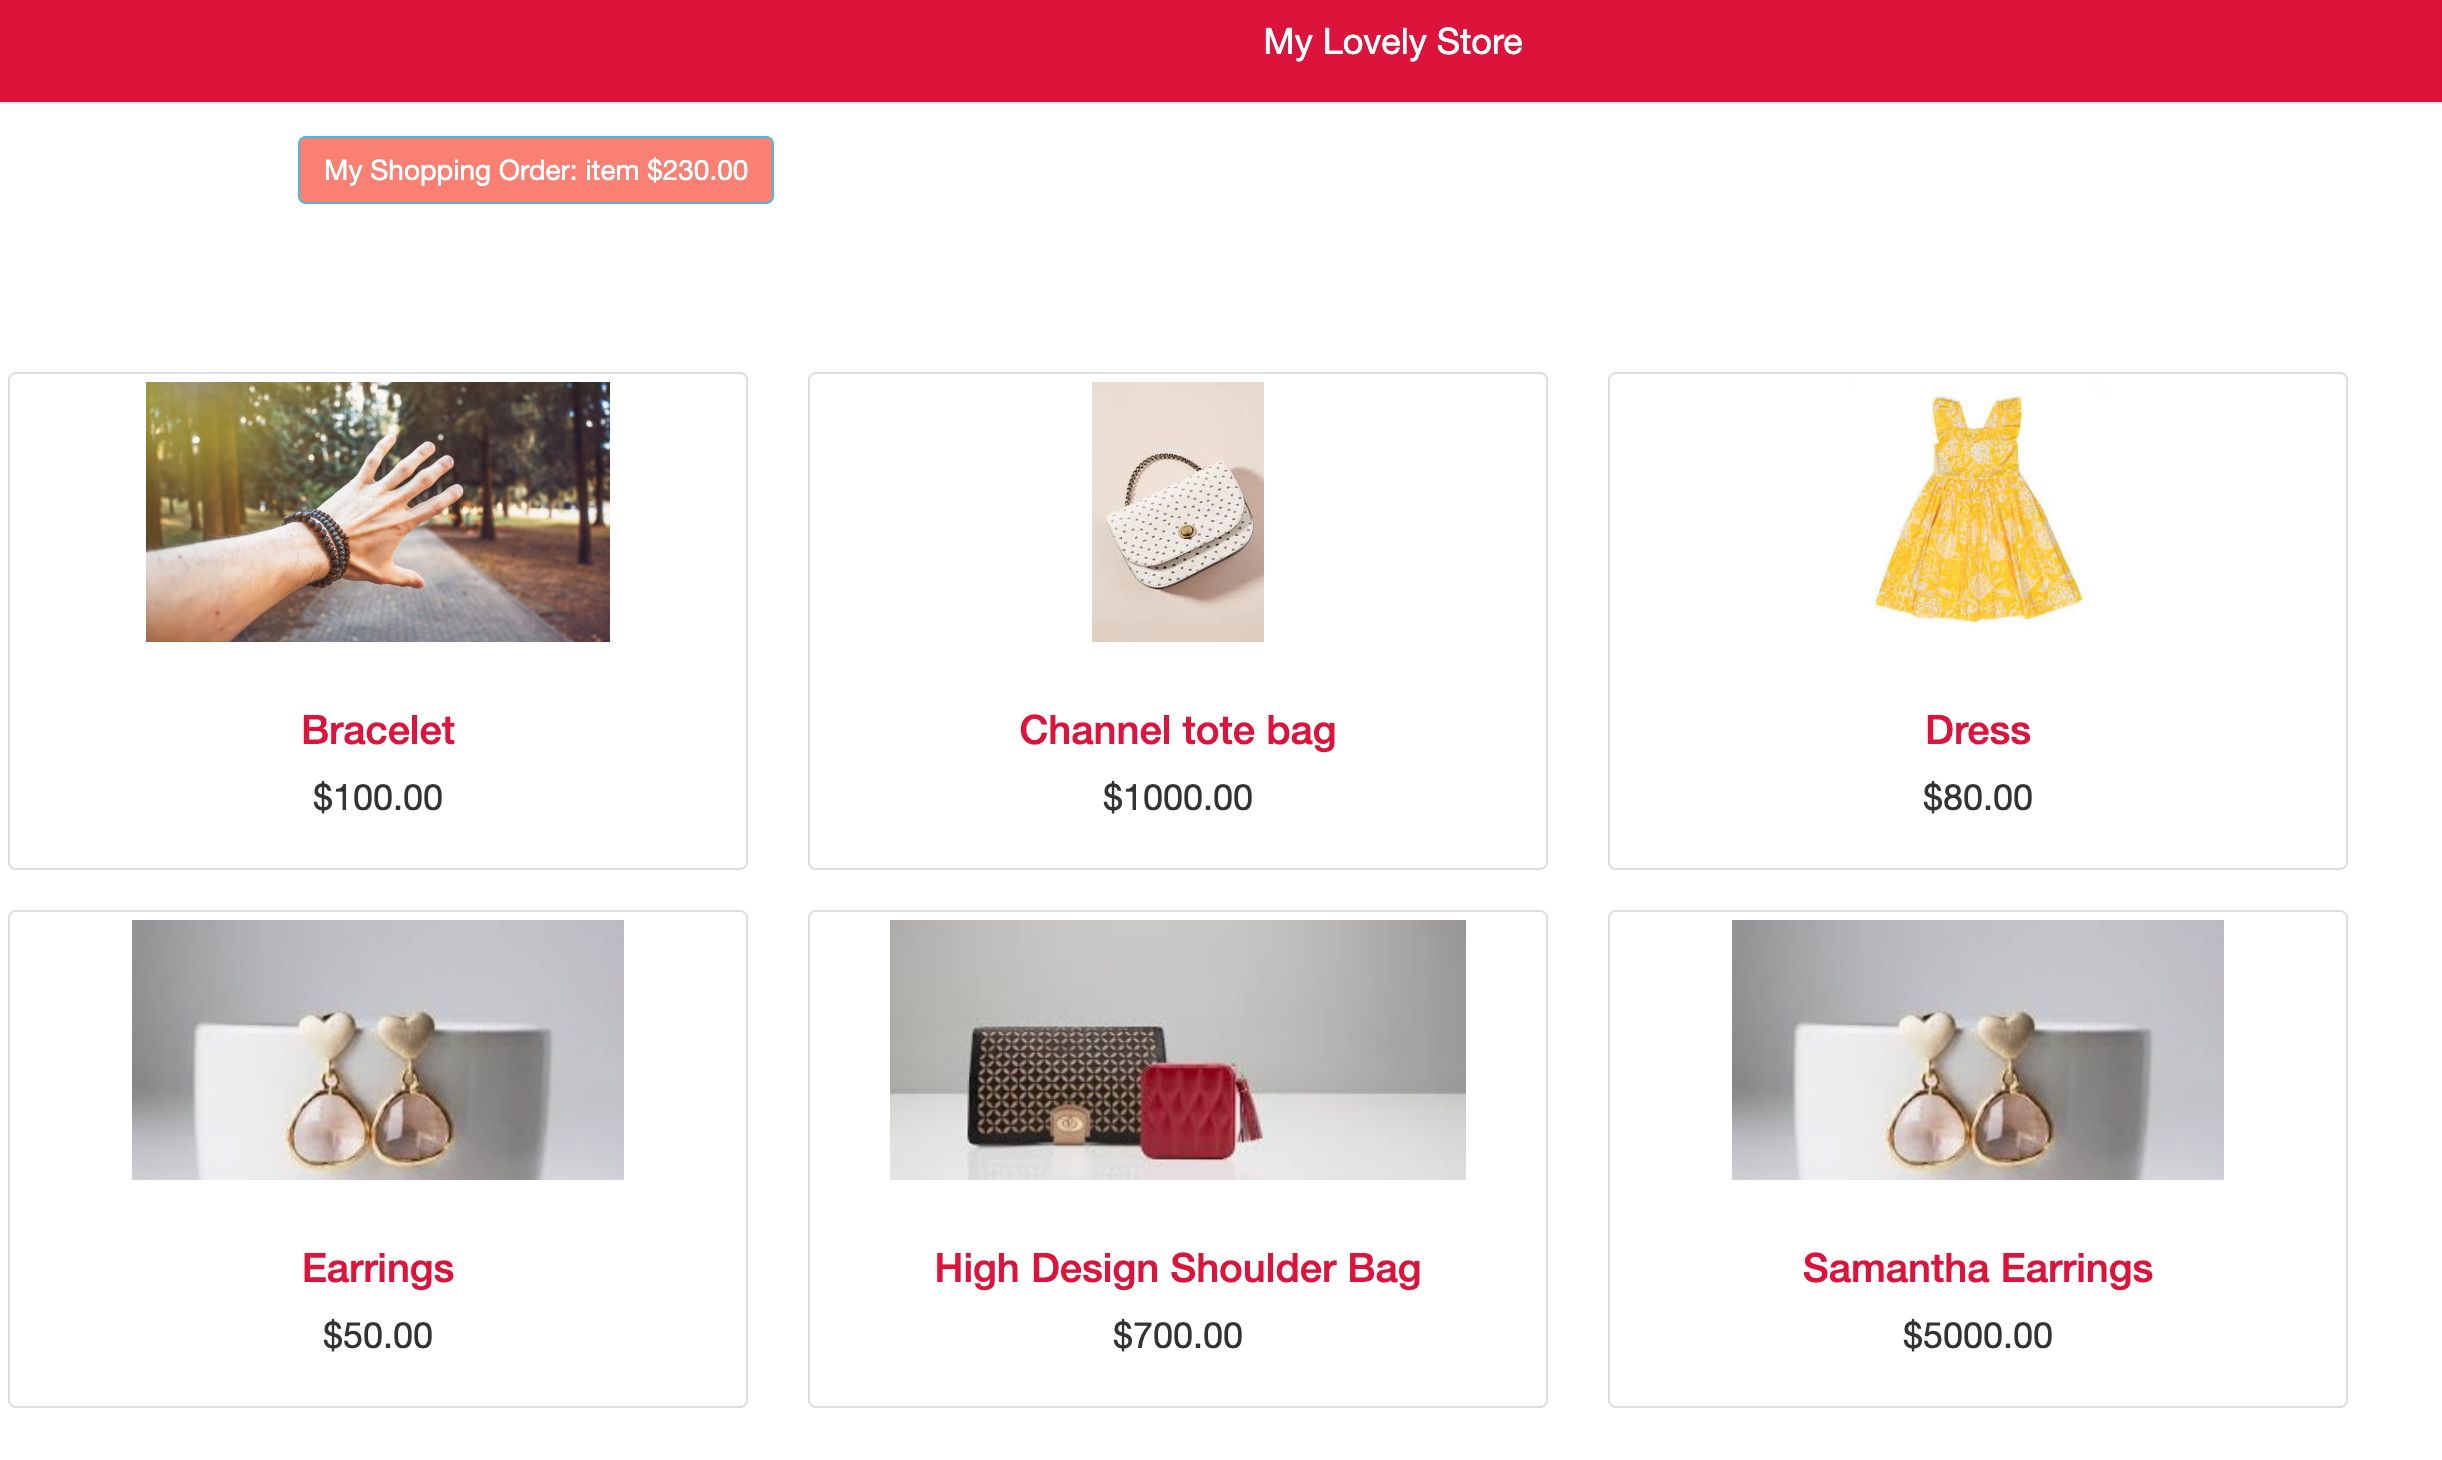 My Lovely Store
My Shopping Order: item $230.00
Bracelet
$100.00
Channel tote bag
$1000.00
Dress
$80.00
Earrings
$50.00
High Design Shoulder Bag
$700.00
Samantha Earrings
$5000.00